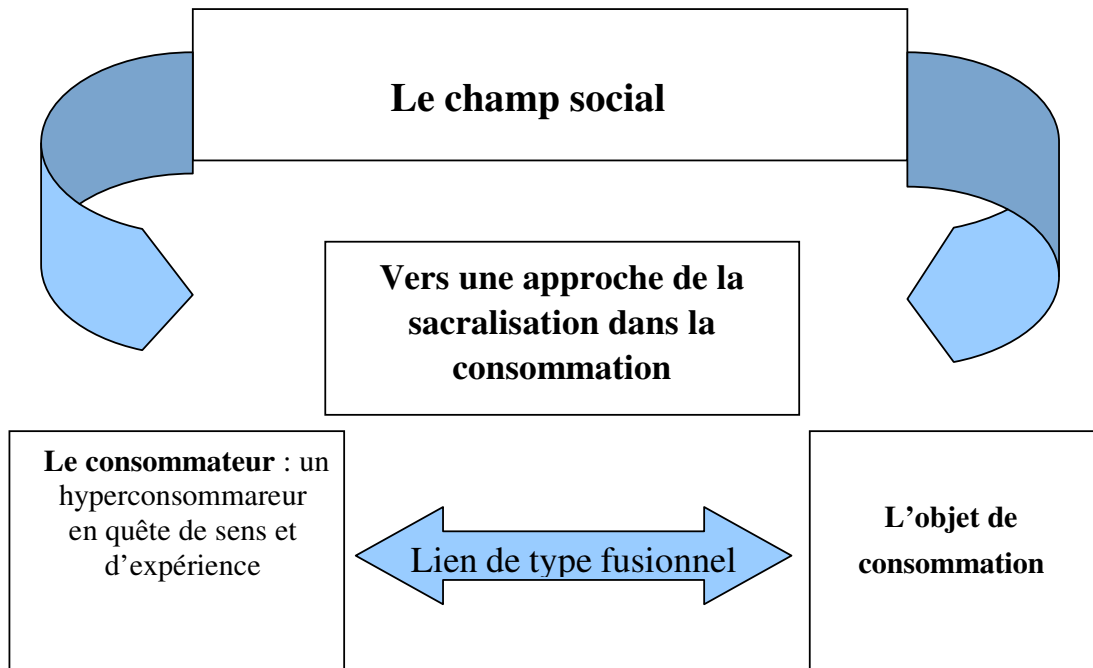 Le champ social
Vers une approche de la
sacralisation dans la
consommation
Le consommateur : un
hyperconsommareur
en quête de sens et
d’expérience
Lien de type fusionnel
L’objet de
consommation